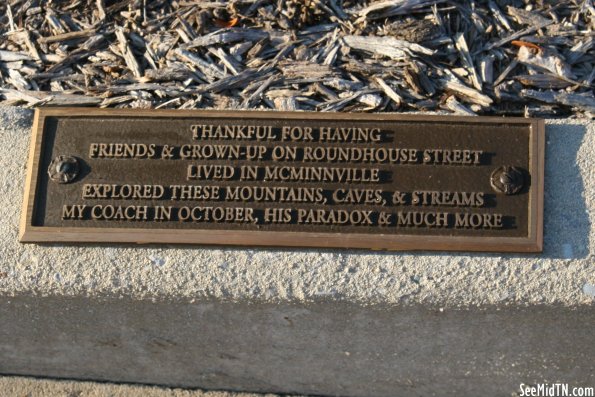 THANKFUL FOR HAVING
FRIENDS & GROWN-UP ON ROUNDHOUSE STREET
LIVED IN MCMINNVILLE
EXPLORED THESE MOUNTAINS, CAVES, & STREAMS
MY COACH IN OCTOBER, HIS PARADOX & MUCH MORE
SeeMidTN.com